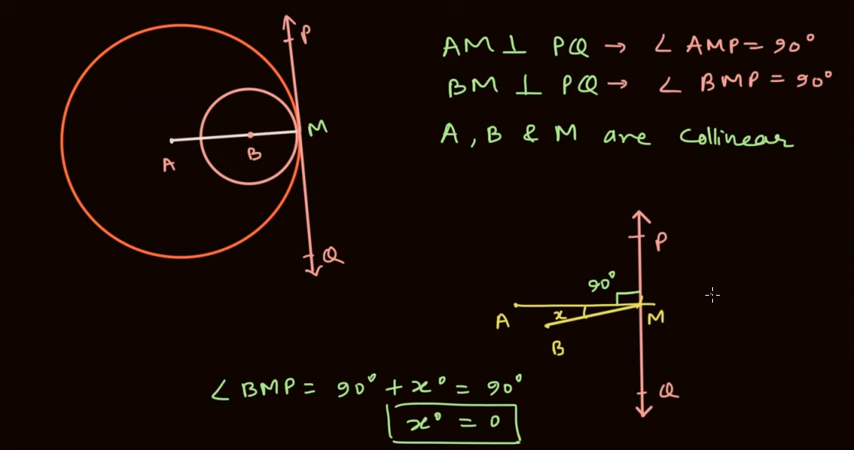 P
M
A
B
Q
AM ⊥ PQ → ∠ AMP = 90°
BM ⊥ PQ → ∠ BMP = 90°
A, B & M are collinear
P
90°
A
x
M
B
Q
∠ BMP = 90° + x° = 90°
x° = 0